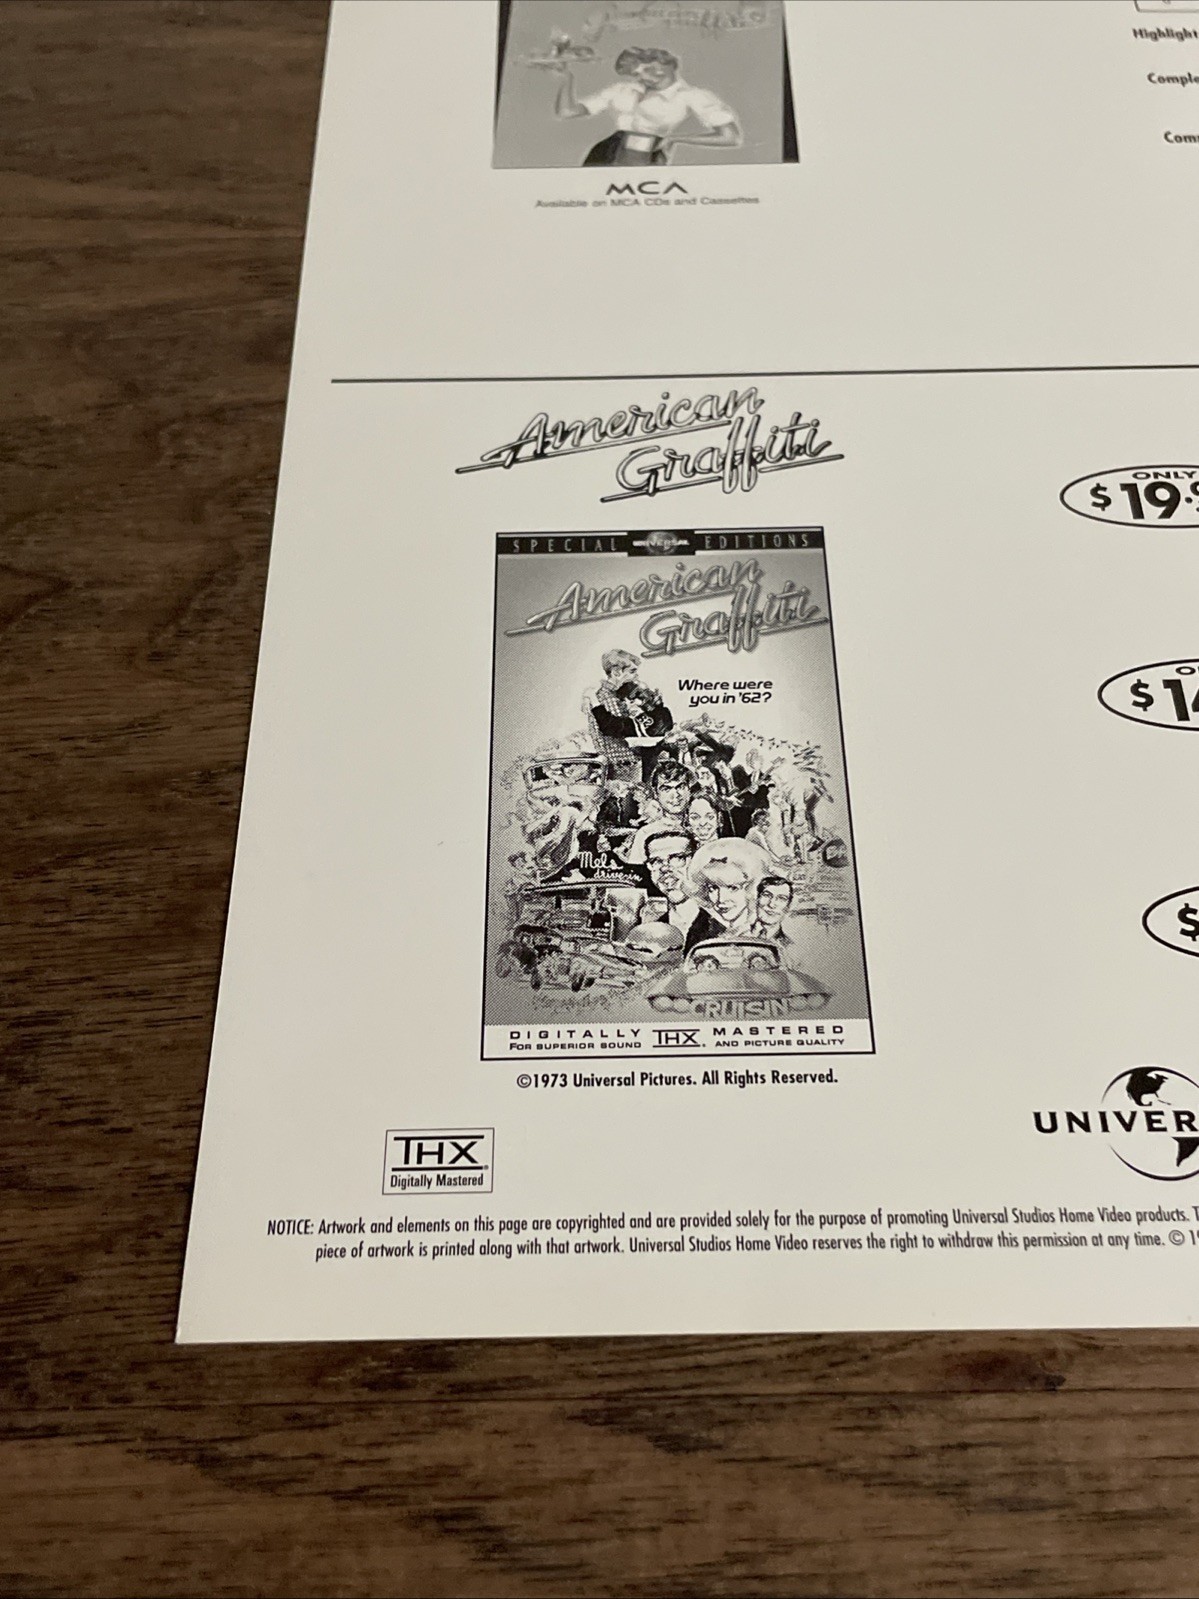 Highlight
Comple
Com
MCA
Available on MCA CDs and Cassettes
American
Graffiti
ONLY
$19.9
SPECIAL UNIVERSAL EDITIONS
American
Graffiti
Where were
you in '62?
$14
Mel's
drive-in
$
CRUISIN
DIGITALLY THX MASTERED
FOR SUPERIOR SOUND AND PICTURE QUALITY
©1973 Universal Pictures. All Rights Reserved.
UNIVER
THX
Digitally Mastered
NOTICE: Artwork and elements on this page are copyrighted and are provided solely for the purpose of promoting Universal Studios Home Video products. T
piece of artwork is printed along with that artwork. Universal Studios Home Video reserves the right to withdraw this permission at any time. © 19